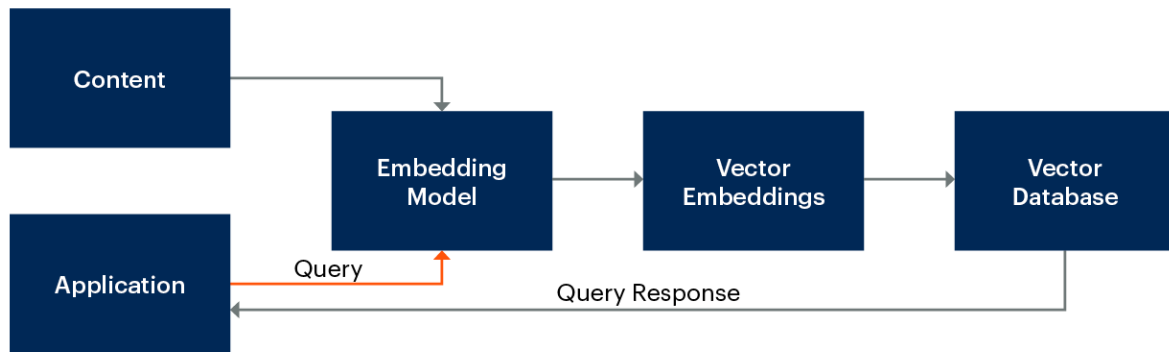 Content
Embedding
Model
Vector
Embeddings
Vector
Database
Application
Query
Query Response